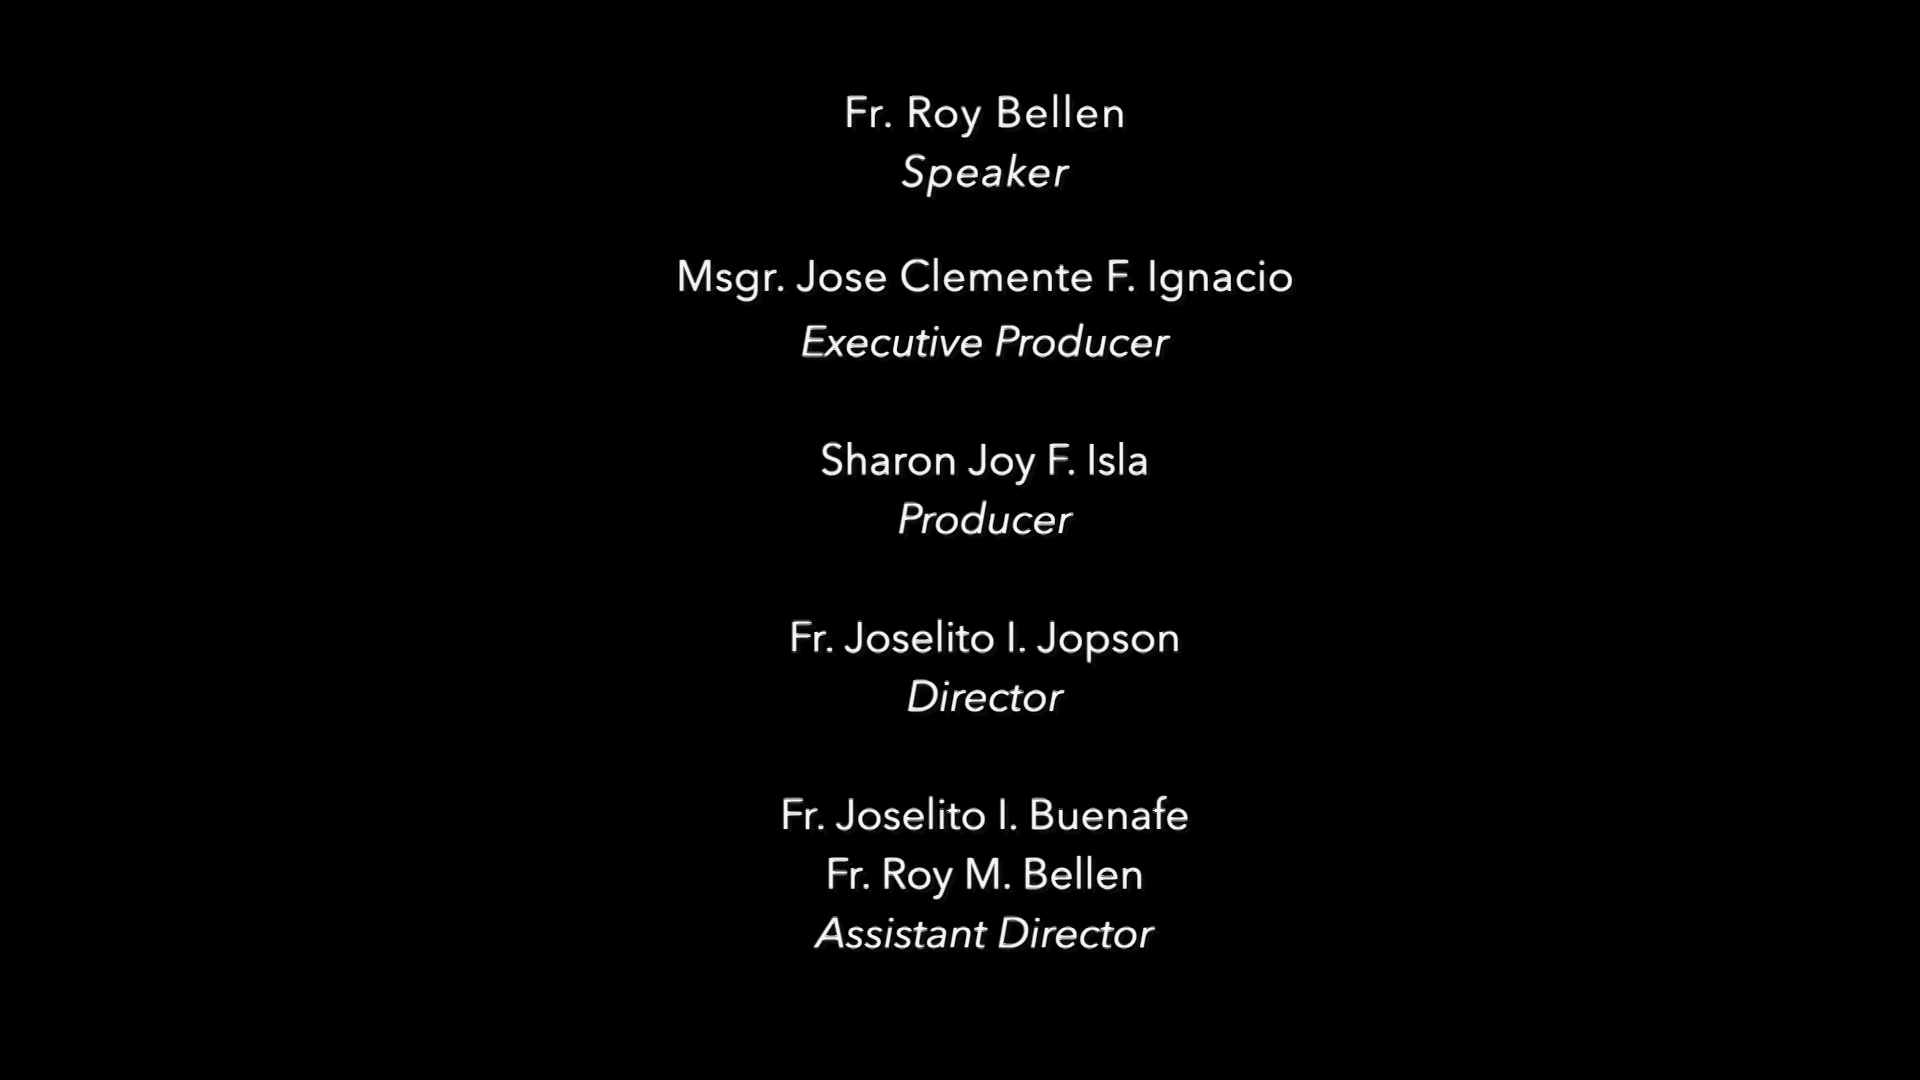 Fr. Roy Bellen
Speaker
Msgr. Jose Clemente F. Ignacio
Executive Producer
Sharon Joy F. Isla
Producer
Fr. Joselito I. Jopson
Director
Fr. Joselito I. Buenafe
Fr. Roy M. Bellen
Assistant Director